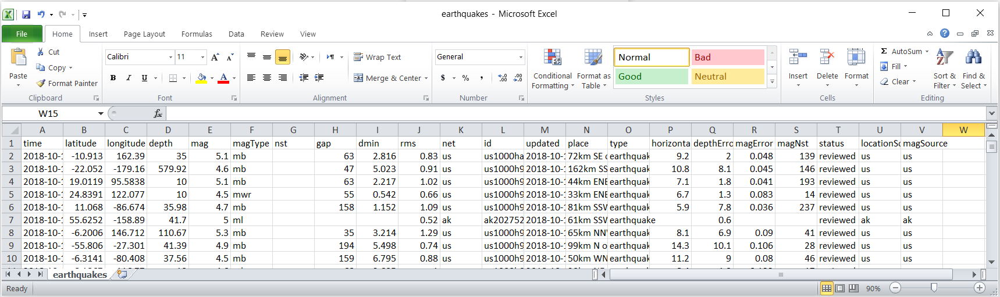 earthquakes - Microsoft Excel
File Home Insert Page Layout Formulas Data Review View
Paste
Cut
Copy
Format Painter
Clipboard
Calibri 11
B I U A
Font
Wrap Text
Merge & Center
Alignment
General
$ % ,
Number
Conditional Formatting
Format as Table
Normal Bad
Good Neutral
Styles
Insert Delete Format
Cells
Σ AutoSum
Fill
Clear
Sort & Filter
Find & Select
Editing
W15 fx
A B C D E F G H I J K L M N O P Q R S T U V W
1 time latitude longitude depth mag magType nst gap dmin rms net id updated place type horizonta depthErro magError magNst status locationSo magSource
2 2018-10-1 -10.913 162.39 35 5.1 mb 63 2.816 0.83 us us1000ha 2018-10-1 72km SE o earthquak 9.2 2 0.048 139 reviewed us us
3 2018-10-1 -22.052 -179.16 579.92 4.6 mb 47 5.023 0.91 us us1000h9 2018-10-1 162km SS earthquak 10.8 8.1 0.045 146 reviewed us us
4 2018-10-1 19.0119 95.5838 10 5.1 mb 63 2.217 1.02 us us1000h9 2018-10-1 44km ENE earthquak 7.1 1.8 0.041 193 reviewed us us
5 2018-10-1 24.8391 122.077 10 4.5 mwr 55 0.542 0.66 us us1000h9 2018-10-1 33km ENE earthquak 6.7 1.3 0.083 14 reviewed us us
6 2018-10-1 11.068 -86.674 35.98 4.7 mb 158 1.152 1.09 us us1000h9 2018-10-1 81km SSW earthquak 5.9 7.8 0.036 237 reviewed us us
7 2018-10-1 55.6252 -158.89 41.7 5 ml 0.52 ak ak202752 2018-10-1 61km SSW earthquake 0.6 reviewed ak ak
8 2018-10-1 -6.2006 146.712 110.67 5.3 mb 35 3.214 1.29 us us1000h9 2018-10-1 65km NNW earthquak 8.1 6.9 0.09 41 reviewed us us
9 2018-10-1 -55.806 -27.301 41.39 4.9 mb 194 5.498 0.74 us us1000h9 2018-10-1 99km N o earthquak 14.3 10.1 0.106 28 reviewed us us
10 2018-10-1 -6.3141 -80.408 37.56 4.5 mb 159 6.795 0.88 us us1000h9 2018-10-1 50km WN earthquak 11.2 9 0.08 46 reviewed us us
earthquakes
Ready 90%